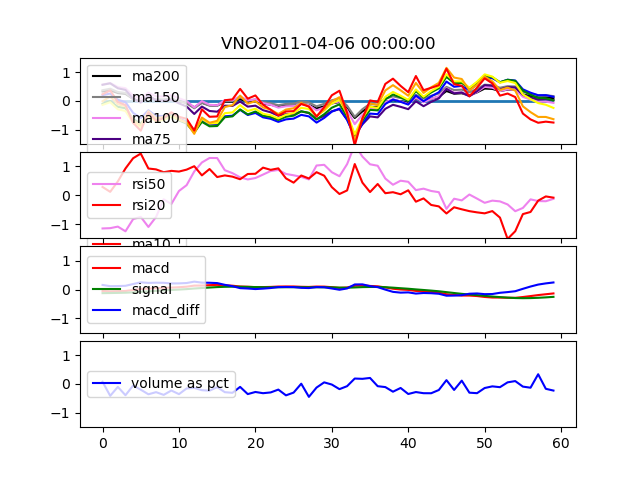 VNO2011-04-06 00:00:00
1
0
−1
ma200
ma150
ma100
ma75
1
0
−1
rsi50
rsi20
ma10
1
0
−1
macd
signal
macd_diff
1
0
−1
volume as pct
0 10 20 30 40 50 60